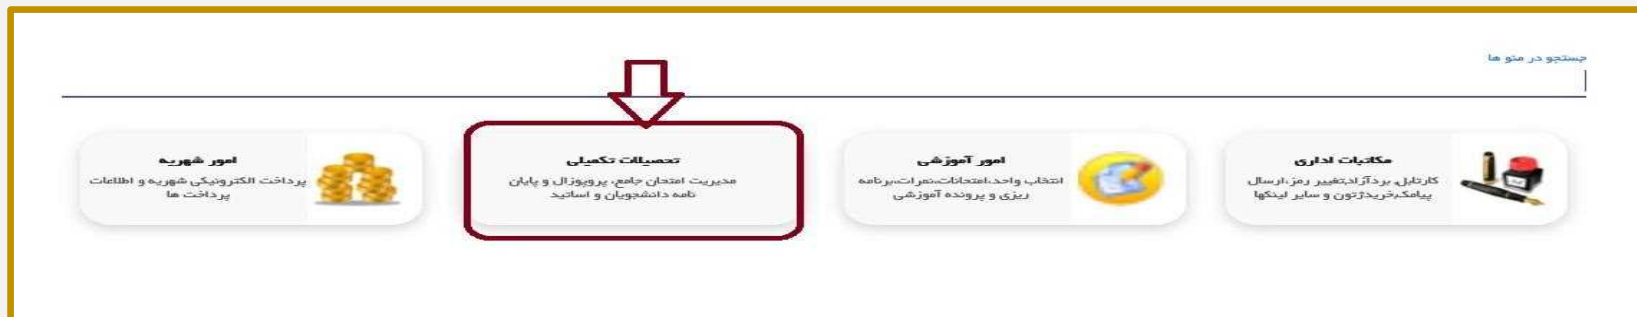 جستجو در منو ها
مکاتبات اداری
کارتابل، برد آزاد،تغییر رمز،ارسال
پیامک،خریدژتون و سایر لینکها
امور آموزشی
انتخاب واحد،امتحانات،نمرات،برنامه
ریزی و پرونده آموزشی
تحصیلات تکمیلی
مدیریت امتحان جامع، پروپوزال و پایان
نامه دانشجویان و اساتید
امور شهریه
پرداخت الکترونیکی شهریه و اطلاعات
پرداخت ها